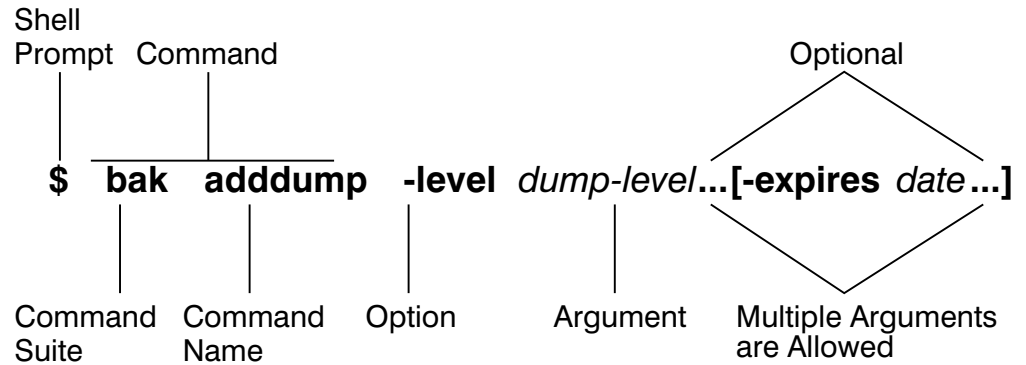 Shell
Prompt Command
Optional
$ bak adddump -level dump-level...[-expires date...]
Command
Suite
Command
Name
Option
Argument
Multiple Arguments
are Allowed